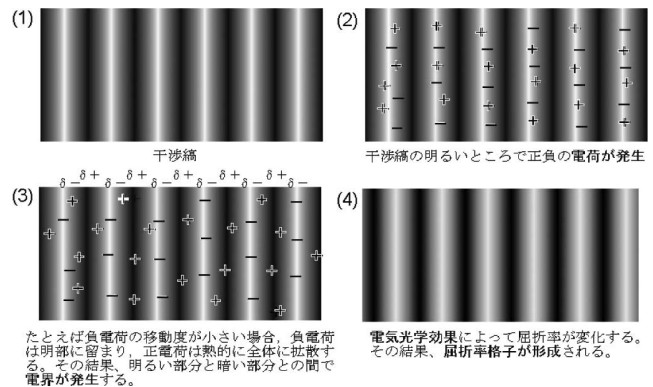 (1)
干渉縞
(2)
干渉縞の明るいところで正負の電荷が発生
(3)
δ- δ+ δ- δ+ δ- δ+ δ- δ+ δ- δ+ δ-
たとえば負電荷の移動度が小さい場合，負電荷
は明部に留まり，正電荷は熱的に全体に拡散す
る。その結果、明るい部分と暗い部分との間で
電界が発生する。
(4)
電気光学効果によって屈折率が変化する。
その結果、屈折率格子が形成される。